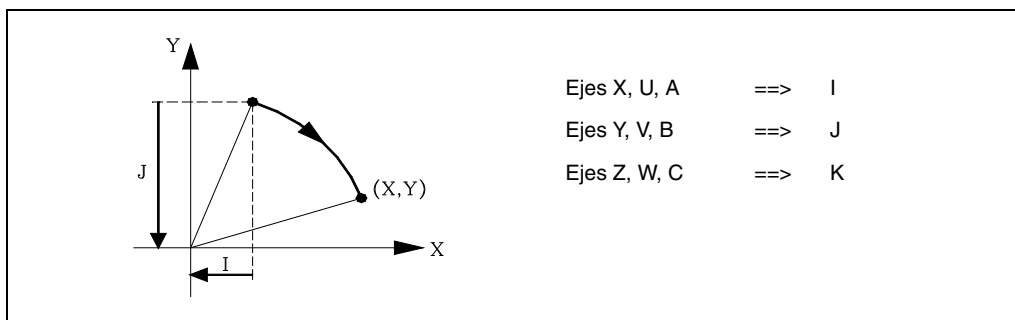 Y
J
(X,Y)
X
I
Ejes X, U, A ==> I
Ejes Y, V, B ==> J
Ejes Z, W, C ==> K